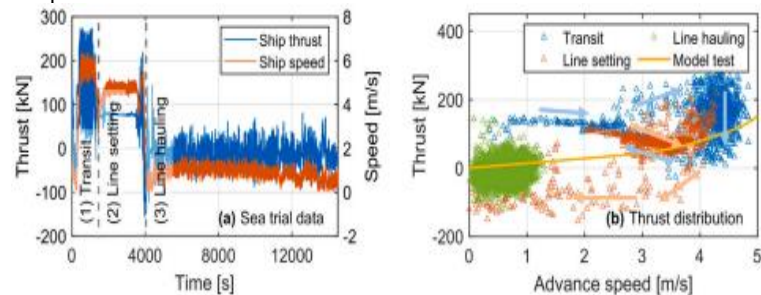 300
200
100
0
-100
-200
Thrust [kN]
8
6
4
2
0
-2
Speed [m/s]
Ship thrust
Ship speed
(1) Transit
(2) Line setting
(3) Line hauling
(a) Sea trial data
0
4000
8000
12000
Time [s]
400
200
0
-200
Thrust [kN]
Transit
Line hauling
Line setting
Model test
(b) Thrust distribution
0
1
2
3
4
5
Advance speed [m/s]